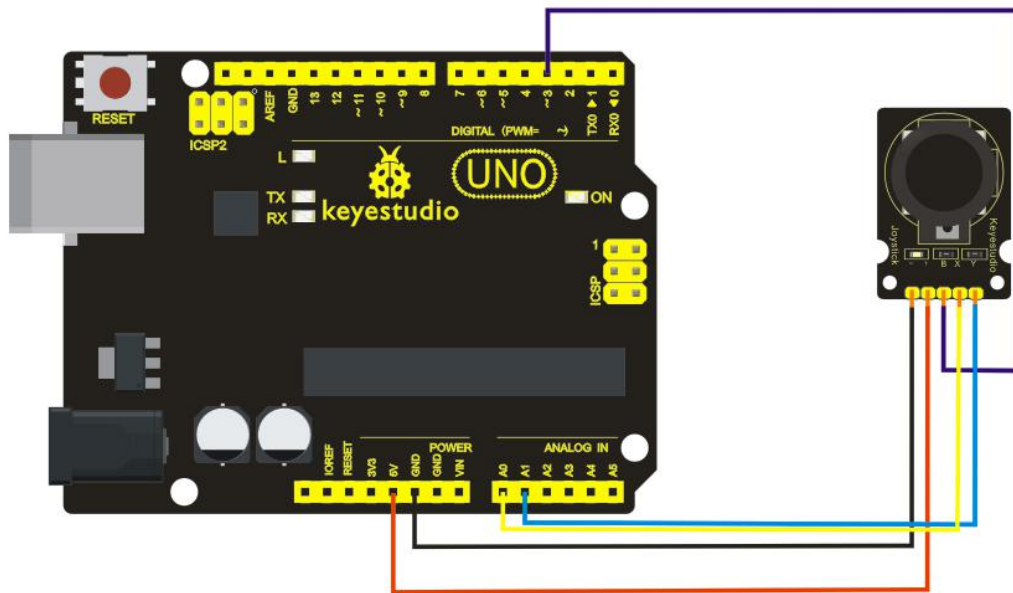 RESET
ICSP2
AREF
GND
13
12
~11
~10
~9
8
7
~6
~5
4
~3
2
TX0 ▶ 1
RX0 ◀ 0
DIGITAL (PWM= ~)
L
TX
RX
keyestudio
UNO
ON
1
ICSP
IOREF
RESET
3V3
5V
GND
GND
VIN
POWER
ANALOG IN
A0
A1
A2
A3
A4
A5
Joystick
Keyestudio
- + B X Y